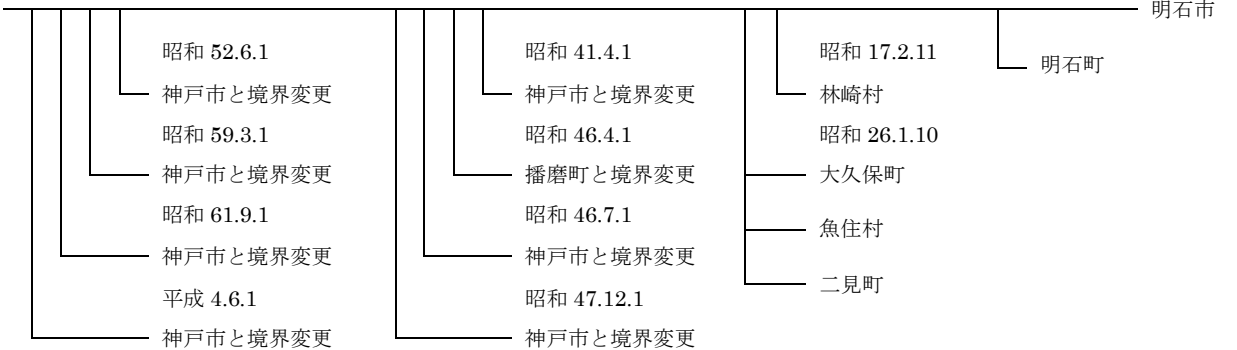 明石市
明石町
昭和 17.2.11
林崎村
昭和 26.1.10
大久保町
魚住村
二見町
昭和 41.4.1
神戸市と境界変更
昭和 46.4.1
播磨町と境界変更
昭和 46.7.1
神戸市と境界変更
昭和 47.12.1
神戸市と境界変更
昭和 52.6.1
神戸市と境界変更
昭和 59.3.1
神戸市と境界変更
昭和 61.9.1
神戸市と境界変更
平成 4.6.1
神戸市と境界変更